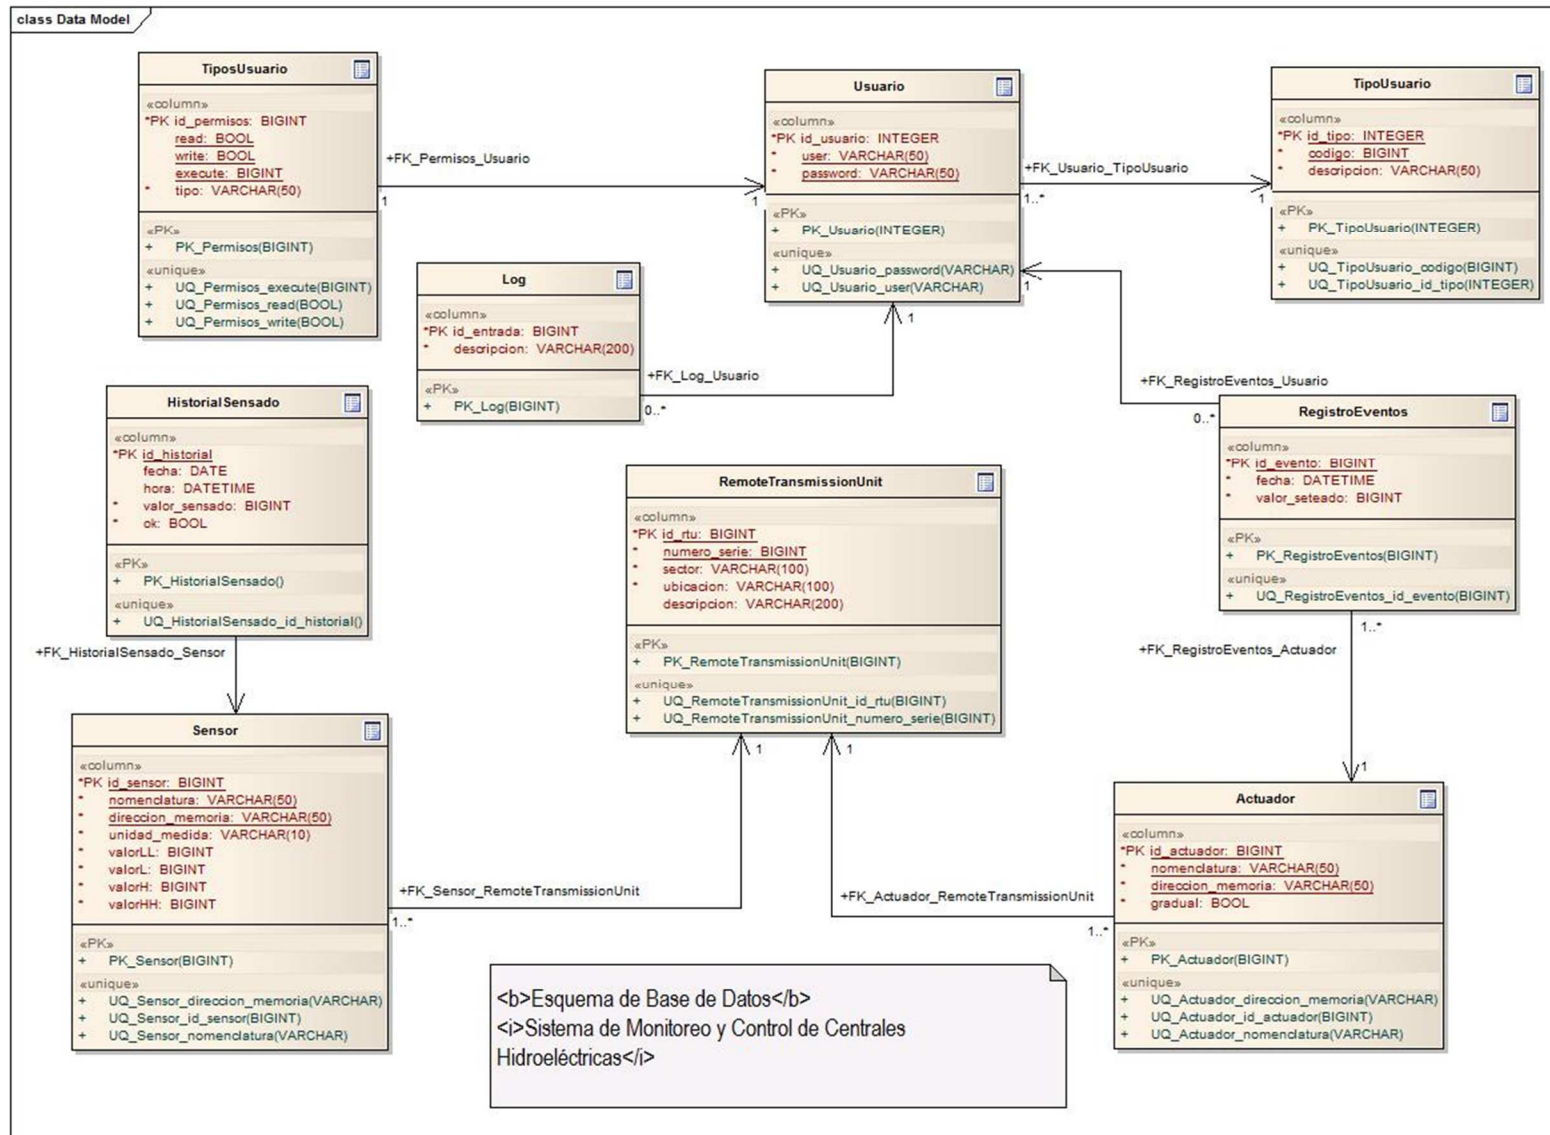 class Data Model
TiposUsuario
«column»
*PK id_permisos: BIGINT
read: BOOL
write: BOOL
execute: BIGINT
* tipo: VARCHAR(50)
«PK»
+ PK_Permisos(BIGINT)
«unique»
+ UQ_Permisos_execute(BIGINT)
+ UQ_Permisos_read(BOOL)
+ UQ_Permisos_write(BOOL)
+FK_Permisos_Usuario
1
1
Usuario
«column»
*PK id_usuario: INTEGER
* user: VARCHAR(50)
* password: VARCHAR(50)
«PK»
+ PK_Usuario(INTEGER)
«unique»
+ UQ_Usuario_password(VARCHAR)
+ UQ_Usuario_user(VARCHAR)
+FK_Usuario_TipoUsuario
1..*
1
TipoUsuario
«column»
*PK id_tipo: INTEGER
* codigo: BIGINT
* descripcion: VARCHAR(50)
«PK»
+ PK_TipoUsuario(INTEGER)
«unique»
+ UQ_TipoUsuario_codigo(BIGINT)
+ UQ_TipoUsuario_id_tipo(INTEGER)
Log
«column»
*PK id_entrada: BIGINT
* descripcion: VARCHAR(200)
«PK»
+ PK_Log(BIGINT)
+FK_Log_Usuario
0..*
1
1
+FK_RegistroEventos_Usuario
0..*
HistorialSensado
«column»
*PK id_historial
fecha: DATE
hora: DATETIME
* valor_sensado: BIGINT
* ok: BOOL
«PK»
+ PK_HistorialSensado()
«unique»
+ UQ_HistorialSensado_id_historial()
+FK_HistorialSensado_Sensor
RemoteTransmissionUnit
«column»
*PK id_rtu: BIGINT
* numero_serie: BIGINT
* sector: VARCHAR(100)
* ubicacion: VARCHAR(100)
descripcion: VARCHAR(200)
«PK»
+ PK_RemoteTransmissionUnit(BIGINT)
«unique»
+ UQ_RemoteTransmissionUnit_id_rtu(BIGINT)
+ UQ_RemoteTransmissionUnit_numero_serie(BIGINT)
1
1
RegistroEventos
«column»
*PK id_evento: BIGINT
* fecha: DATETIME
* valor_seteado: BIGINT
«PK»
+ PK_RegistroEventos(BIGINT)
«unique»
+ UQ_RegistroEventos_id_evento(BIGINT)
1..*
+FK_RegistroEventos_Actuador
1
Sensor
«column»
*PK id_sensor: BIGINT
* nomenclatura: VARCHAR(50)
* direccion_memoria: VARCHAR(50)
* unidad_medida: VARCHAR(10)
* valorLL: BIGINT
* valorL: BIGINT
* valorH: BIGINT
* valorHH: BIGINT
«PK»
+ PK_Sensor(BIGINT)
«unique»
+ UQ_Sensor_direccion_memoria(VARCHAR)
+ UQ_Sensor_id_sensor(BIGINT)
+ UQ_Sensor_nomenclatura(VARCHAR)
+FK_Sensor_RemoteTransmissionUnit
1..*
+FK_Actuador_RemoteTransmissionUnit
1..*
Actuador
«column»
*PK id_actuador: BIGINT
* nomenclatura: VARCHAR(50)
* direccion_memoria: VARCHAR(50)
* gradual: BOOL
«PK»
+ PK_Actuador(BIGINT)
«unique»
+ UQ_Actuador_direccion_memoria(VARCHAR)
+ UQ_Actuador_id_actuador(BIGINT)
+ UQ_Actuador_nomenclatura(VARCHAR)
<b>Esquema de Base de Datos</b>
<i>Sistema de Monitoreo y Control de Centrales
Hidroeléctricas</i>